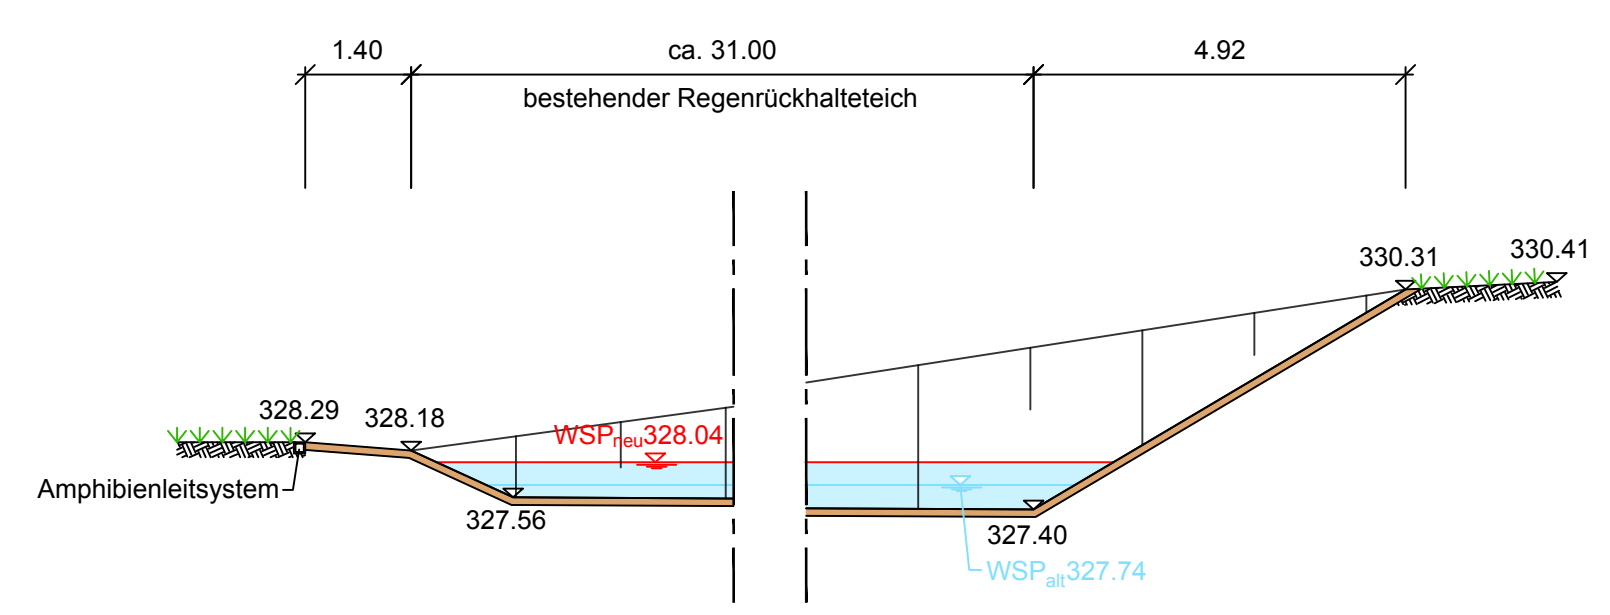 1.40
ca. 31.00
4.92
bestehender Regenrückhalteteich
330.41
330.31
328.29
328.18
WSPneu328.04
Amphibienleitsystem
327.56
327.40
WSPalt327.74